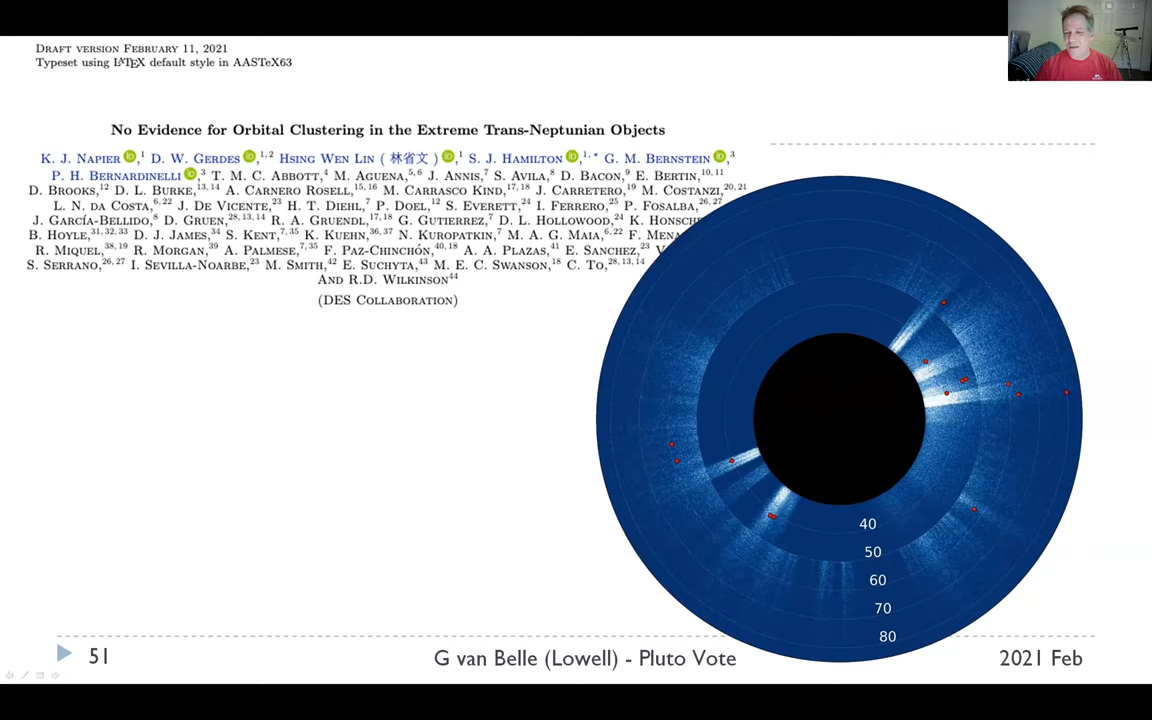 DRAFT VERSION FEBRUARY 11, 2021
Typeset using LATEX default style in AASTeX63
No Evidence for Orbital Clustering in the Extreme Trans-Neptunian Objects
K. J. NAPIER iD,1 D. W. GERDES iD,1,2 HSING WEN LIN (林省文) iD,1 S. J. HAMILTON iD,1,* G. M. BERNSTEIN iD,3
P. H. BERNARDINELLI iD,3 T. M. C. ABBOTT,4 M. AGUENA,5,6 J. ANNIS,7 S. AVILA,8 D. BACON,9 E. BERTIN,10,11
D. BROOKS,12 D. L. BURKE,13,14 A. CARNERO ROSELL,15,16 M. CARRASCO KIND,17,18 J. CARRETERO,19 M. COSTANZI,20,21
L. N. DA COSTA,6,22 J. DE VICENTE,23 H. T. DIEHL,7 P. DOEL,12 S. EVERETT,24 I. FERRERO,25 P. FOSALBA,26,27
J. GARCÍA-BELLIDO,8 D. GRUEN,28,13,14 R. A. GRUENDL,17,18 G. GUTIERREZ,7 D. L. HOLLOWOOD,24 K. HONSCH
B. HOYLE,31,32,33 D. J. JAMES,34 S. KENT,7,35 K. KUEHN,36,37 N. KUROPATKIN,7 M. A. G. MAIA,6,22 F. MENA
R. MIQUEL,38,19 R. MORGAN,39 A. PALMESE,7,35 F. PAZ-CHINCHÓN,40,18 A. A. PLAZAS,41 E. SANCHEZ,23 V
S. SERRANO,26,27 I. SEVILLA-NOARBE,23 M. SMITH,42 E. SUCHYTA,43 M. E. C. SWANSON,18 C. TO,28,13,14
AND R.D. WILKINSON44
(DES COLLABORATION)
40
50
60
70
80
51
G van Belle (Lowell) - Pluto Vote
2021 Feb